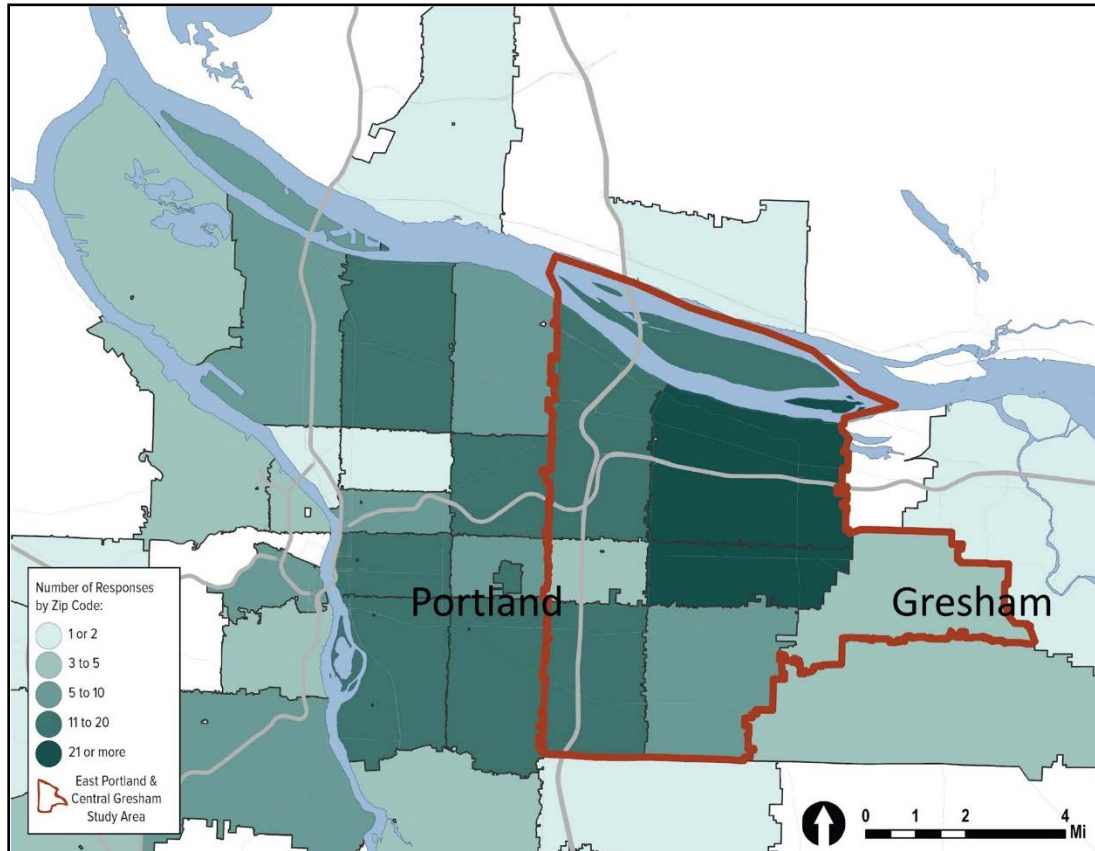 Portland
Gresham
Number of Responses
by Zip Code:
1 or 2
3 to 5
5 to 10
11 to 20
21 or more
East Portland &
Central Gresham
Study Area
0 1 2 4
Mi